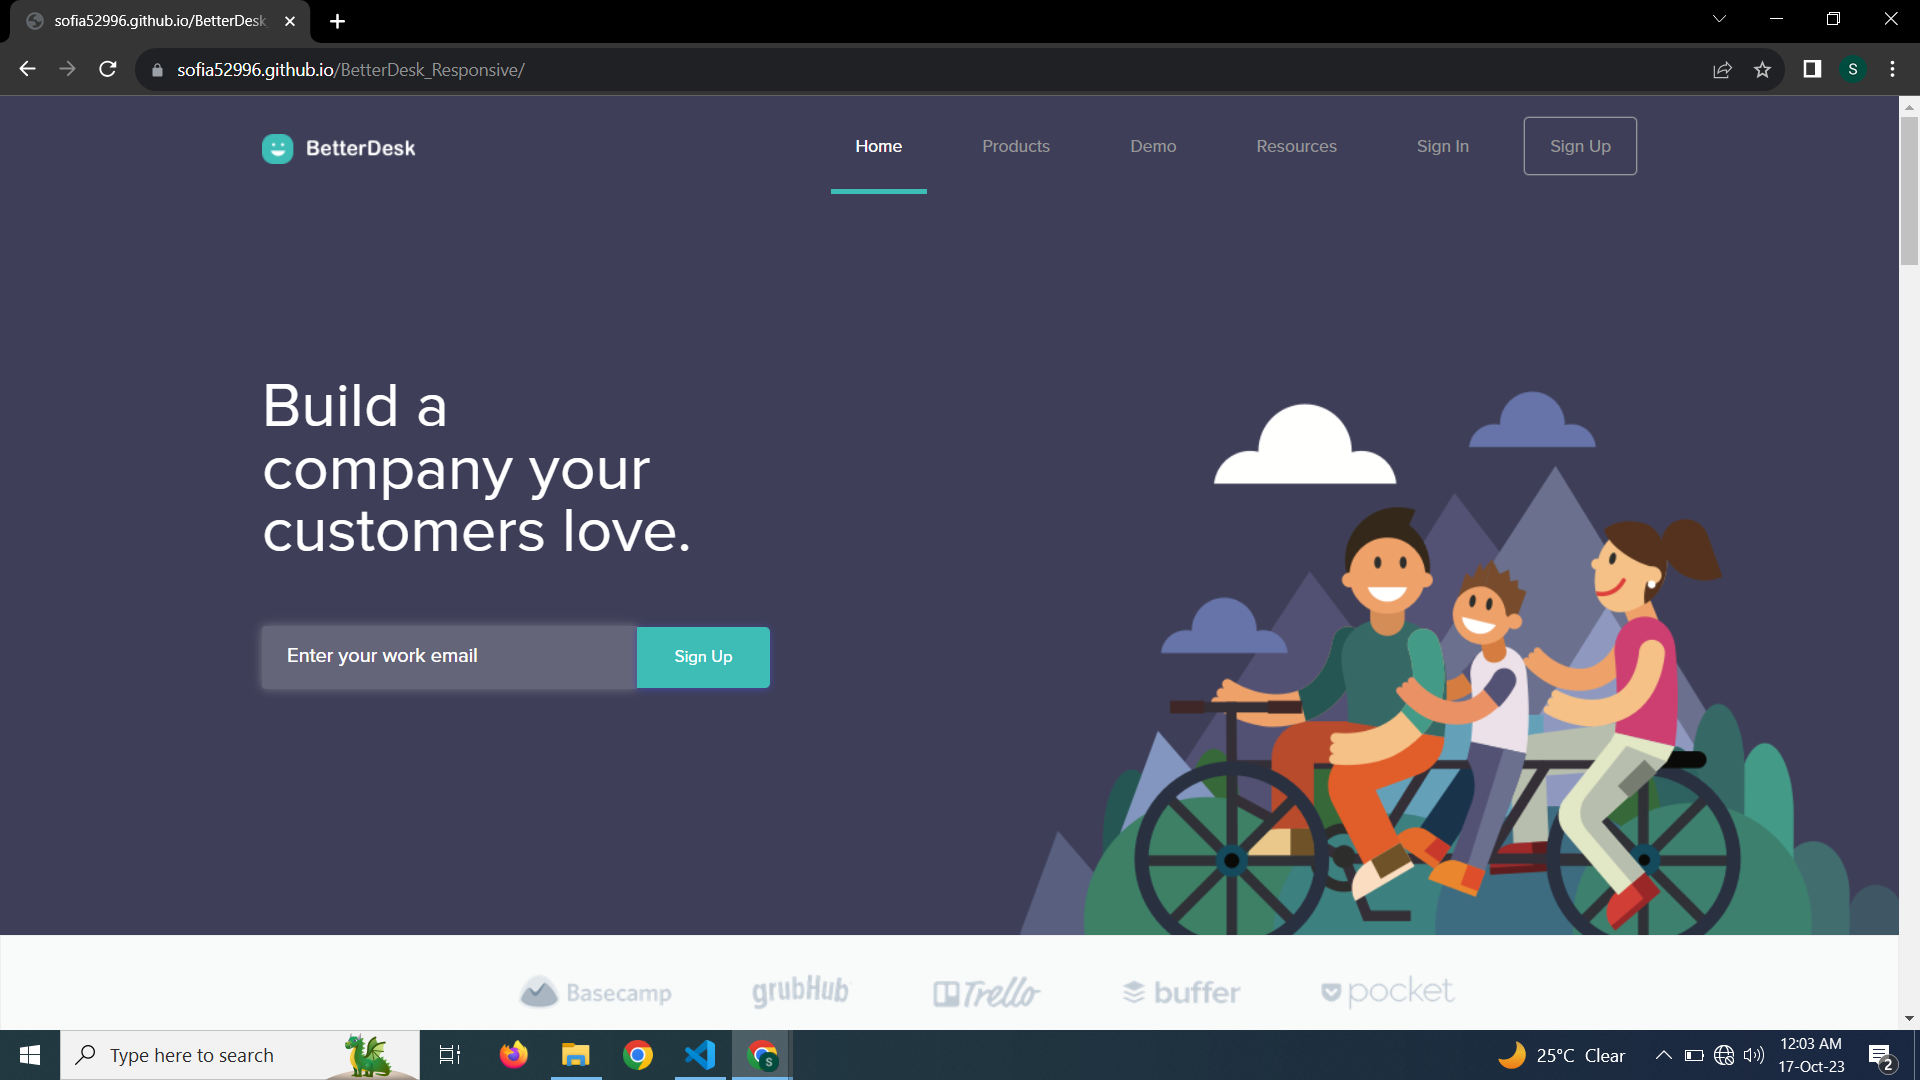 sofia52996.github.io/BetterDesk
sofia52996.github.io/BetterDesk_Responsive/
S
BetterDesk
Home
Products
Demo
Resources
Sign In
Sign Up
Build a
company your
customers love.
Enter your work email
Sign Up
Basecamp
grubHub
Trello
buffer
pocket
Type here to search
S
25°C Clear
12:03 AM
17-Oct-23
2